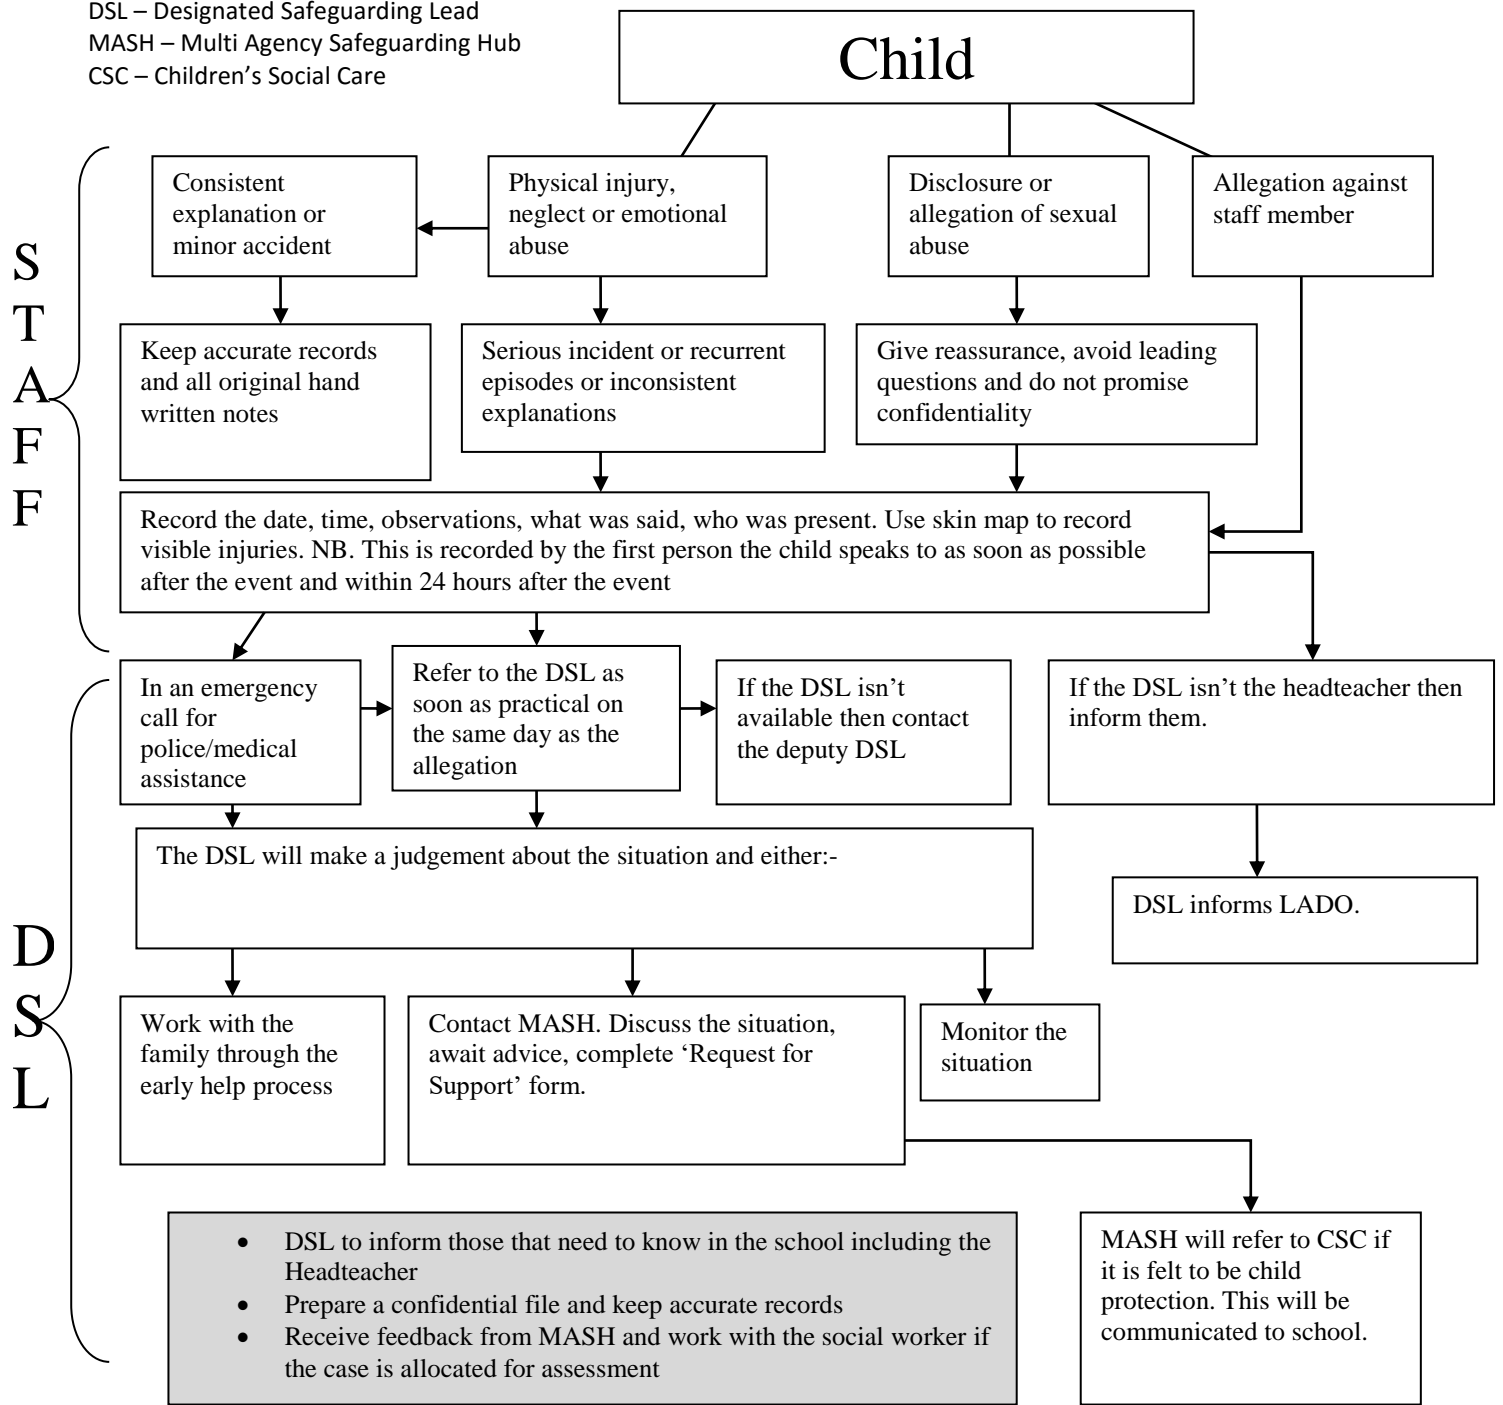 DSL – Designated Safeguarding Lead
MASH – Multi Agency Safeguarding Hub
CSC – Children's Social Care
Child
S
T
A
F
F
Consistent
explanation or
minor accident
Physical injury,
neglect or emotional
abuse
Disclosure or
allegation of sexual
abuse
Allegation against
staff member
Keep accurate records
and all original hand
written notes
Serious incident or recurrent
episodes or inconsistent
explanations
Give reassurance, avoid leading
questions and do not promise
confidentiality
Record the date, time, observations, what was said, who was present. Use skin map to record
visible injuries. NB. This is recorded by the first person the child speaks to as soon as possible
after the event and within 24 hours after the event
D
S
L
In an emergency
call for
police/medical
assistance
Refer to the DSL as
soon as practical on
the same day as the
allegation
If the DSL isn't
available then contact
the deputy DSL
If the DSL isn't the headteacher then
inform them.
The DSL will make a judgement about the situation and either:-
DSL informs LADO.
Work with the
family through the
early help process
Contact MASH. Discuss the situation,
await advice, complete 'Request for
Support' form.
Monitor the
situation
• DSL to inform those that need to know in the school including the
Headteacher
• Prepare a confidential file and keep accurate records
• Receive feedback from MASH and work with the social worker if
the case is allocated for assessment
MASH will refer to CSC if
it is felt to be child
protection. This will be
communicated to school.